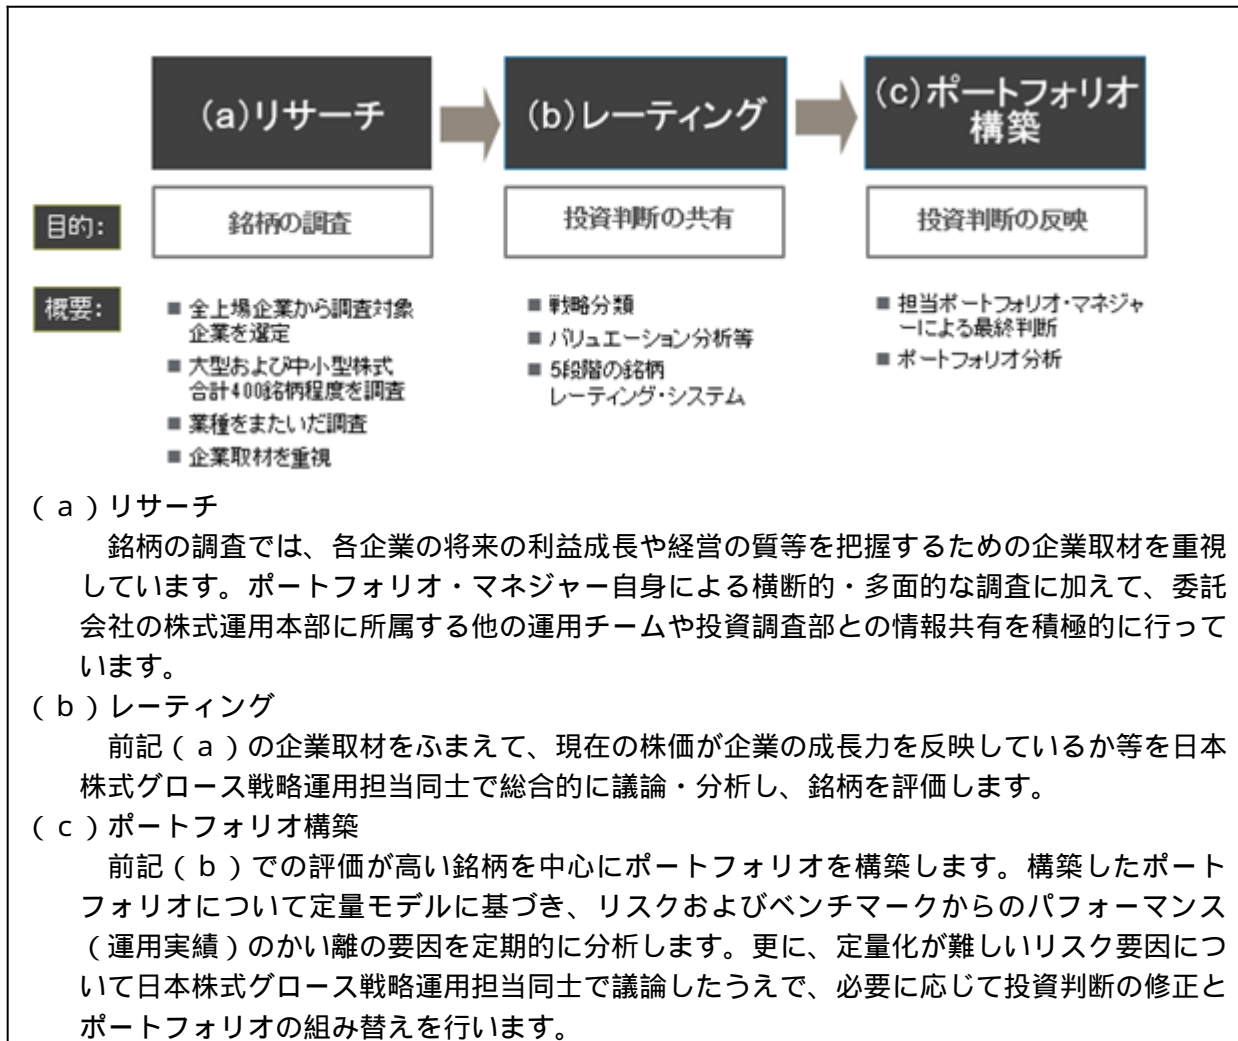 (a)リサーチ
(b)レーティング
(c)ポートフォリオ
構築
目的:
銘柄の調査
投資判断の共有
投資判断の反映
概要:
■ 全上場企業から調査対象
企業を選定
■ 大型および中小型株式
合計400銘柄程度を調査
■ 業種をまたいだ調査
■ 企業取材を重視
■ 戦略分類
■ バリュエーション分析等
■ 5段階の銘柄
レーティング・システム
■ 担当ポートフォリオ・マネジャ
ーによる最終判断
■ ポートフォリオ分析
(a)リサーチ
銘柄の調査では、各企業の将来の利益成長や経営の質等を把握するための企業取材を重視
しています。ポートフォリオ・マネジャー自身による横断的・多面的な調査に加えて、委託
会社の株式運用本部に所属する他の運用チームや投資調査部との情報共有を積極的に行って
います。
(b)レーティング
前記(a)の企業取材をふまえて、現在の株価が企業の成長力を反映しているか等を日本
株式グロース戦略運用担当同士で総合的に議論・分析し、銘柄を評価します。
(c)ポートフォリオ構築
前記(b)での評価が高い銘柄を中心にポートフォリオを構築します。構築したポート
フォリオについて定量モデルに基づき、リスクおよびベンチマークからのパフォーマンス
(運用実績)のかい離の要因を定期的に分析します。更に、定量化が難しいリスク要因につ
いて日本株式グロース戦略運用担当同士で議論したうえで、必要に応じて投資判断の修正と
ポートフォリオの組み替えを行います。